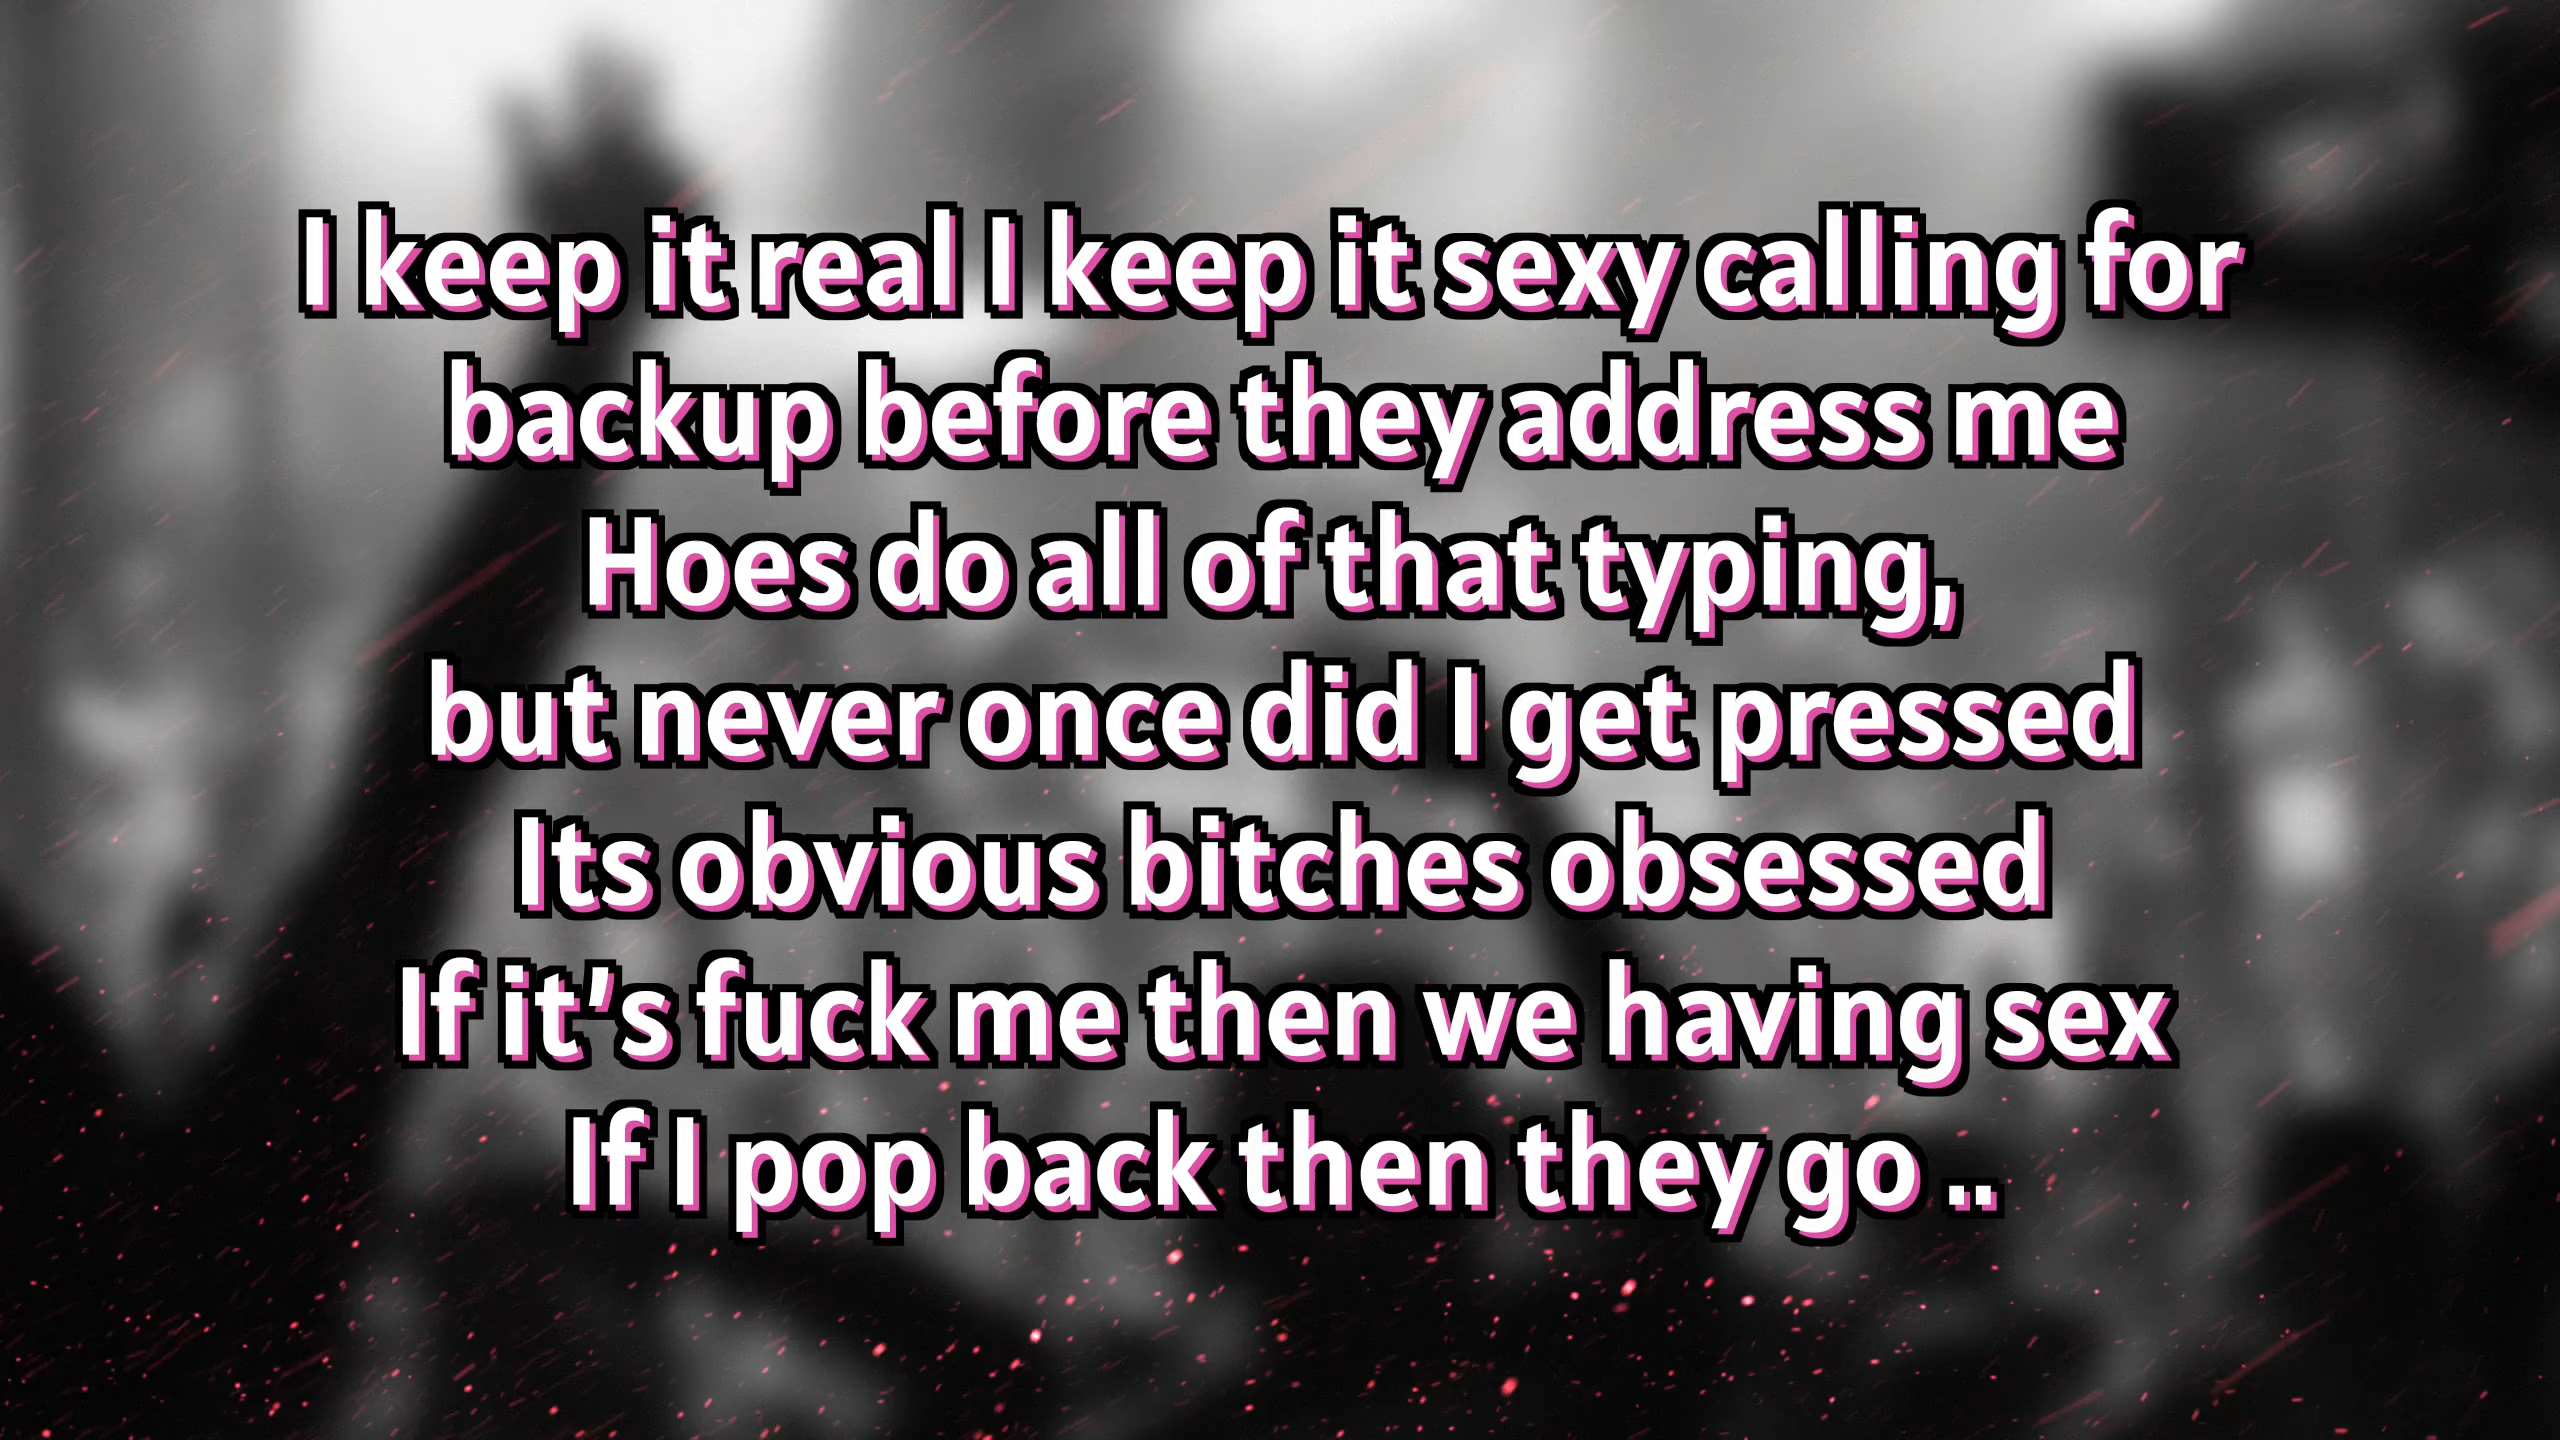 I keep it real I keep it sexy calling for
backup before they address me
Hoes do all of that typing,
but never once did I get pressed
Its obvious bitches obsessed
If it's fuck me then we having sex
If I pop back then they go ..